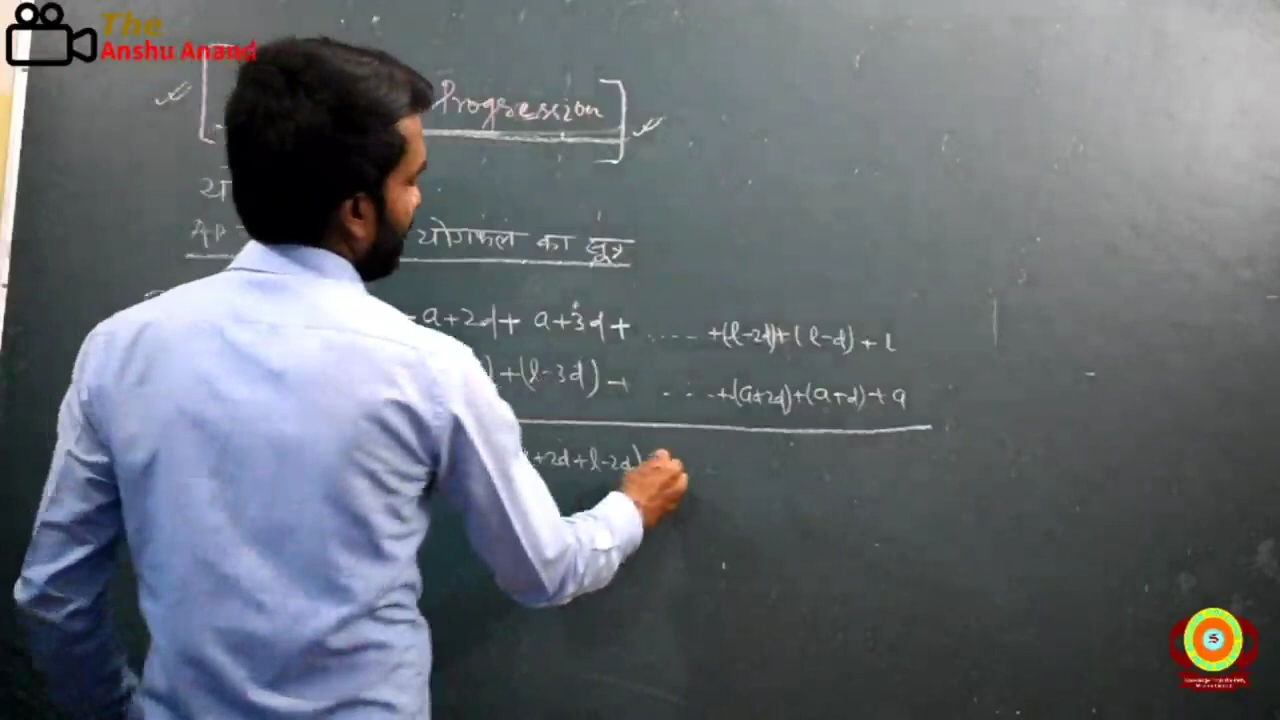 The
Anshu Anand
Progression
या
AP योगफल का सूत्र
a+2d+ a+3d+ ...... +(l-2d)+(l-d)+l
+(l-3d)+ .....+(a+2d)+(a+d)+a
+2d+l-2d)